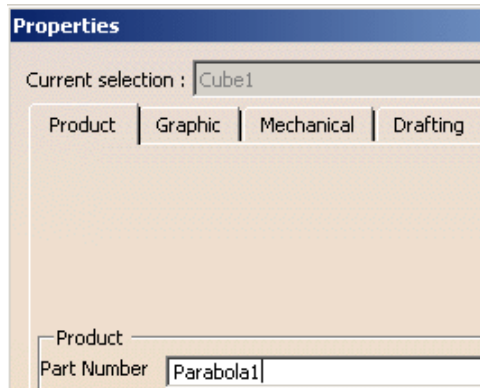 Properties
Current selection : Cube1
Product Graphic Mechanical Drafting
Product
Part Number Parabola1